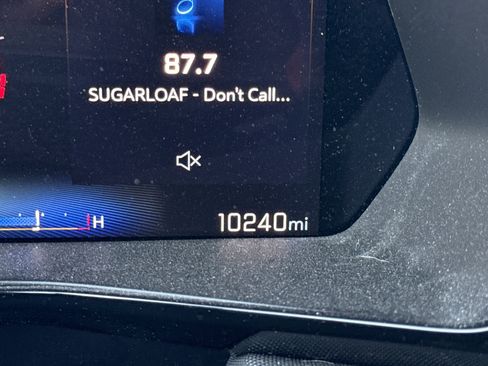 87.7
SUGARLOAF - Don't Call...
H
10240mi